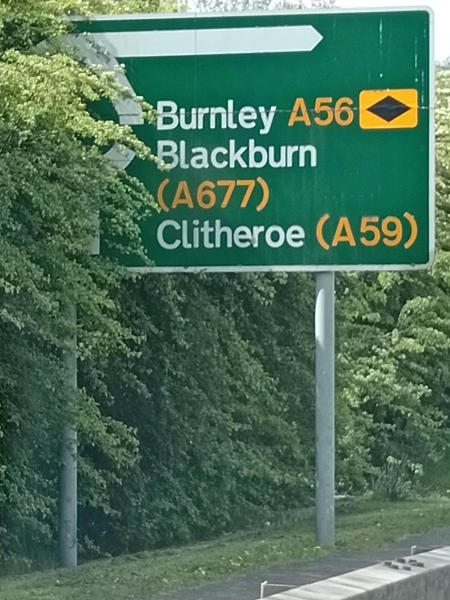 Burnley A56
Blackburn
(A677)
Clitheroe (A59)